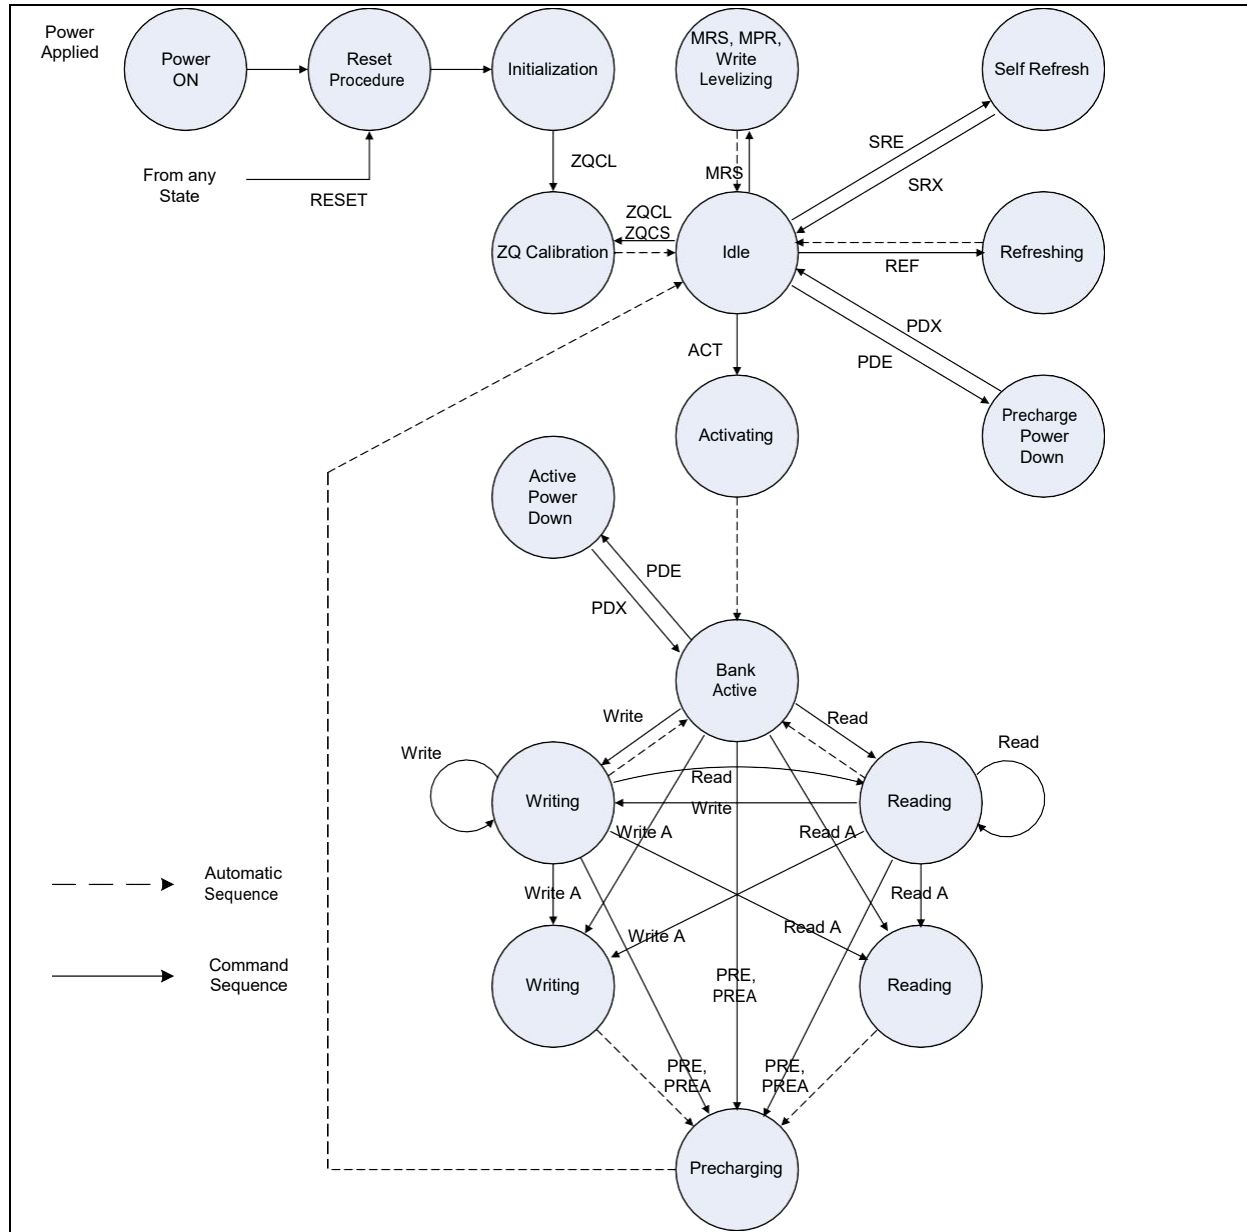 Power
Applied
Power
ON
Reset
Procedure
Initialization
MRS, MPR,
Write
Levelizing
Self Refresh
From any
State
RESET
ZQCL
MRS
SRE
SRX
ZQCL
ZQCS
ZQ Calibration
Idle
REF
Refreshing
ACT
PDX
PDE
Activating
Precharge
Power
Down
Active
Power
Down
PDE
PDX
Bank
Active
Write
Read
Write
Read
Writing
Read
Write
Reading
Write A
Read A
Write A
Read A
Write A
Read A
Automatic
Sequence
Command
Sequence
Writing
PRE,
PREA
Reading
PRE,
PREA
PRE,
PREA
Precharging